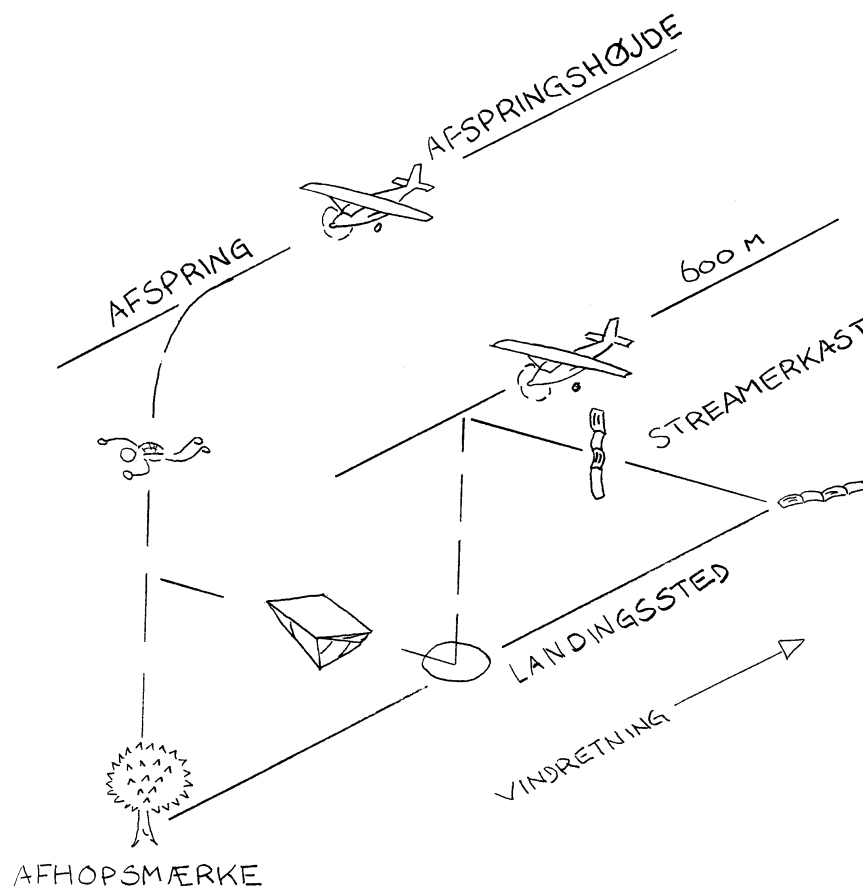 AFSPRINGSHØJDE
AFSPRING
600 M
STREAMERKAST
LANDINGSSTED
VINDRETNING
AFHOPSMÆRKE